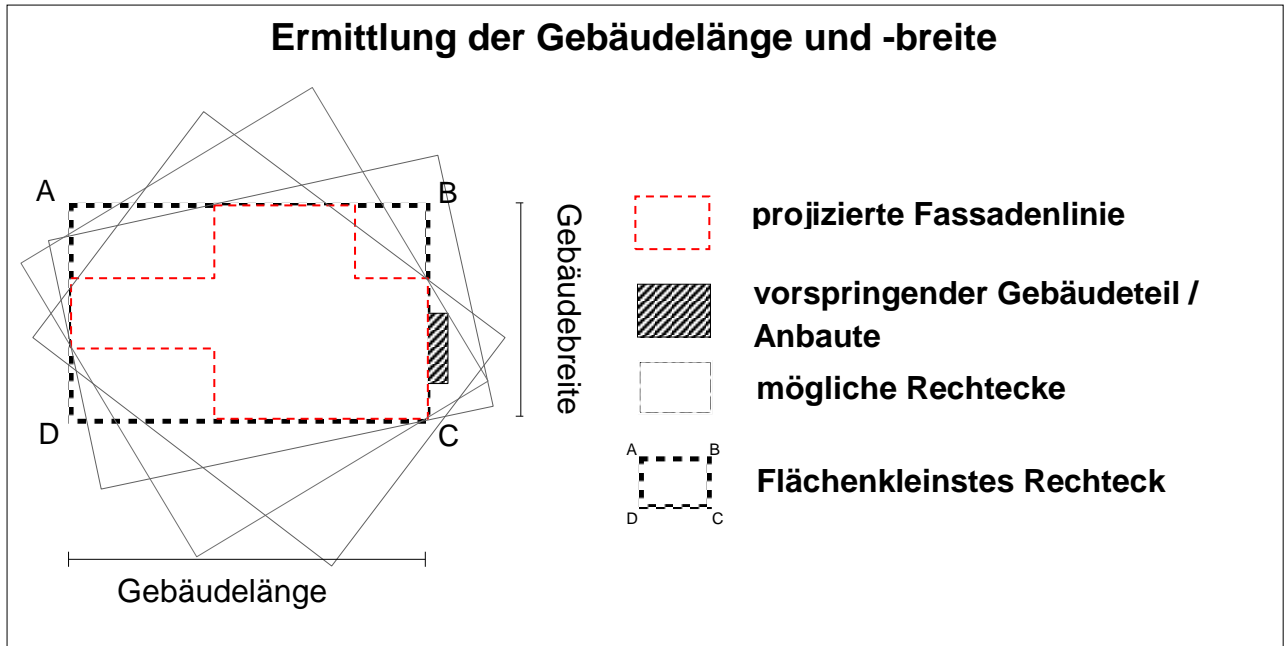 Ermittlung der Gebäudelänge und -breite
A
B
D
C
Gebäudebreite
Gebäudelänge
projizierte Fassadenlinie
vorspringender Gebäudeteil /
Anbaute
mögliche Rechtecke
A
B
D
C
Flächenkleinstes Rechteck